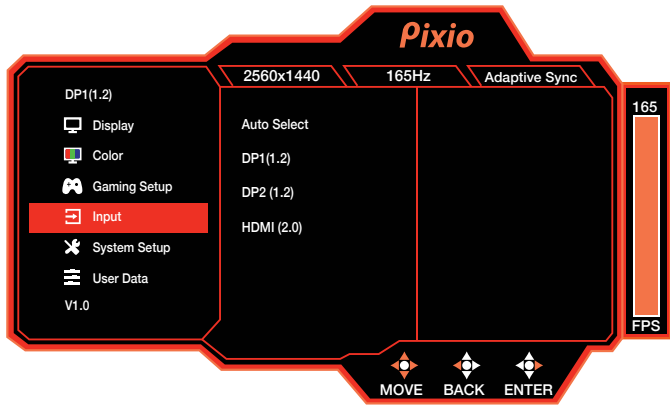 Pixio
2560x1440
165Hz
Adaptive Sync
DP1(1.2)
Display
Color
Gaming Setup
Input
System Setup
User Data
V1.0
Auto Select
DP1(1.2)
DP2 (1.2)
HDMI (2.0)
165
FPS
MOVE
BACK
ENTER